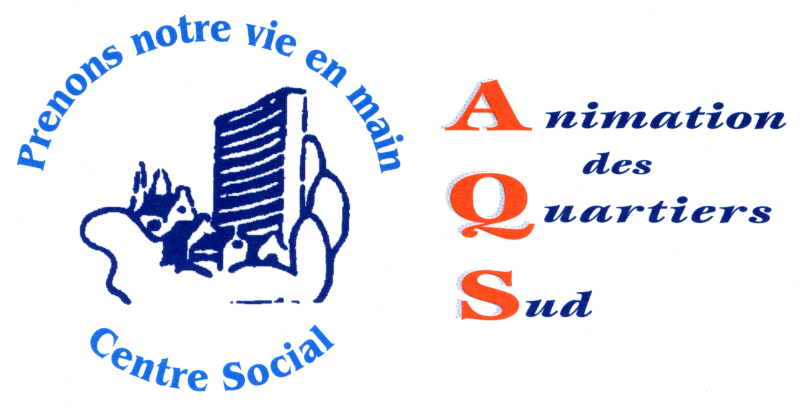 Prenons notre vie en main
Centre Social
Animation
des
Quartiers
Sud